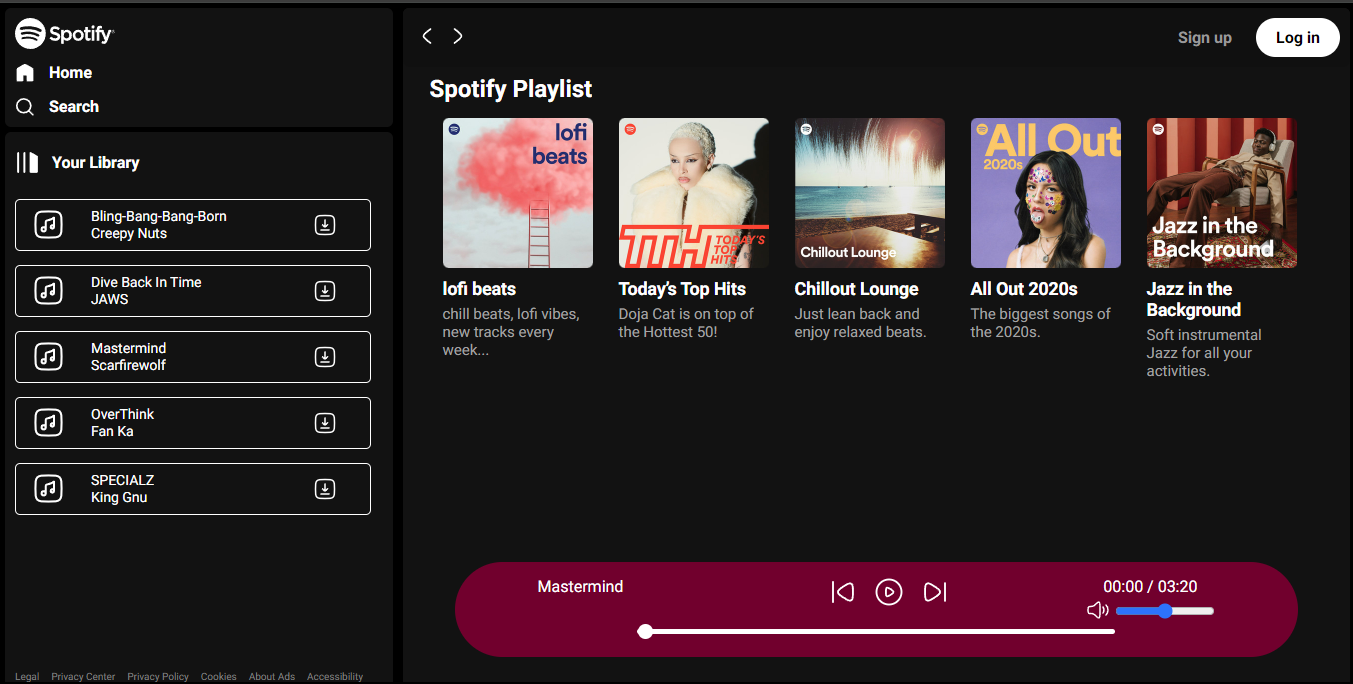 Spotify
Home
Search
Your Library
Bling-Bang-Bang-Born
Creepy Nuts
Dive Back In Time
JAWS
Mastermind
Scarfirewolf
OverThink
Fan Ka
SPECIALZ
King Gnu
Legal Privacy Center Privacy Policy Cookies About Ads Accessibility
Sign up
Log in
Spotify Playlist
lofi
beats
lofi beats
chill beats, lofi vibes,
new tracks every
week...
TTH TODAY'S
TOP
HITS
Today's Top Hits
Doja Cat is on top of
the Hottest 50!
Chillout Lounge
Chillout Lounge
Just lean back and
enjoy relaxed beats.
All Out
2020s
All Out 2020s
The biggest songs of
the 2020s.
Jazz in the
Background
Jazz in the
Background
Soft instrumental
Jazz for all your
activities.
Mastermind
00:00 / 03:20